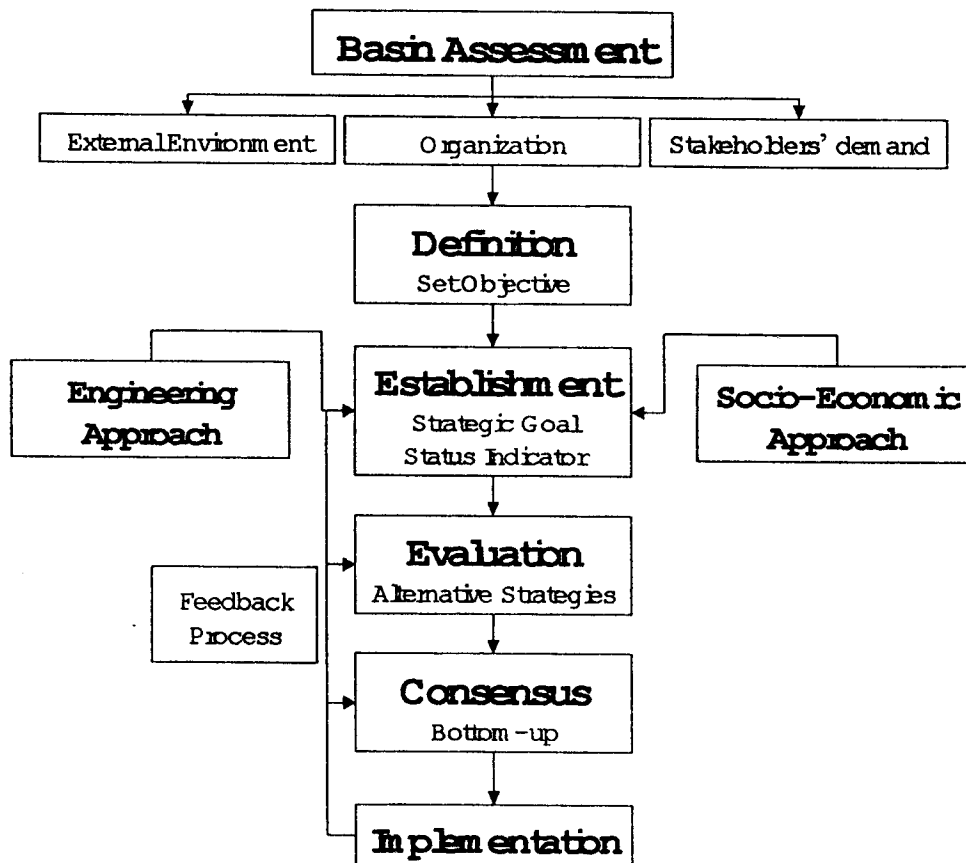 Basin Assessment
External Environment
Organization
Stakeholders' demand
Definition
Set Objective
Engineering
Approach
Establishment
Strategic Goal
Status Indicator
Socio-Economic
Approach
Evaluation
Alternative Strategies
Feedback
Process
Consensus
Bottom-up
Implementation